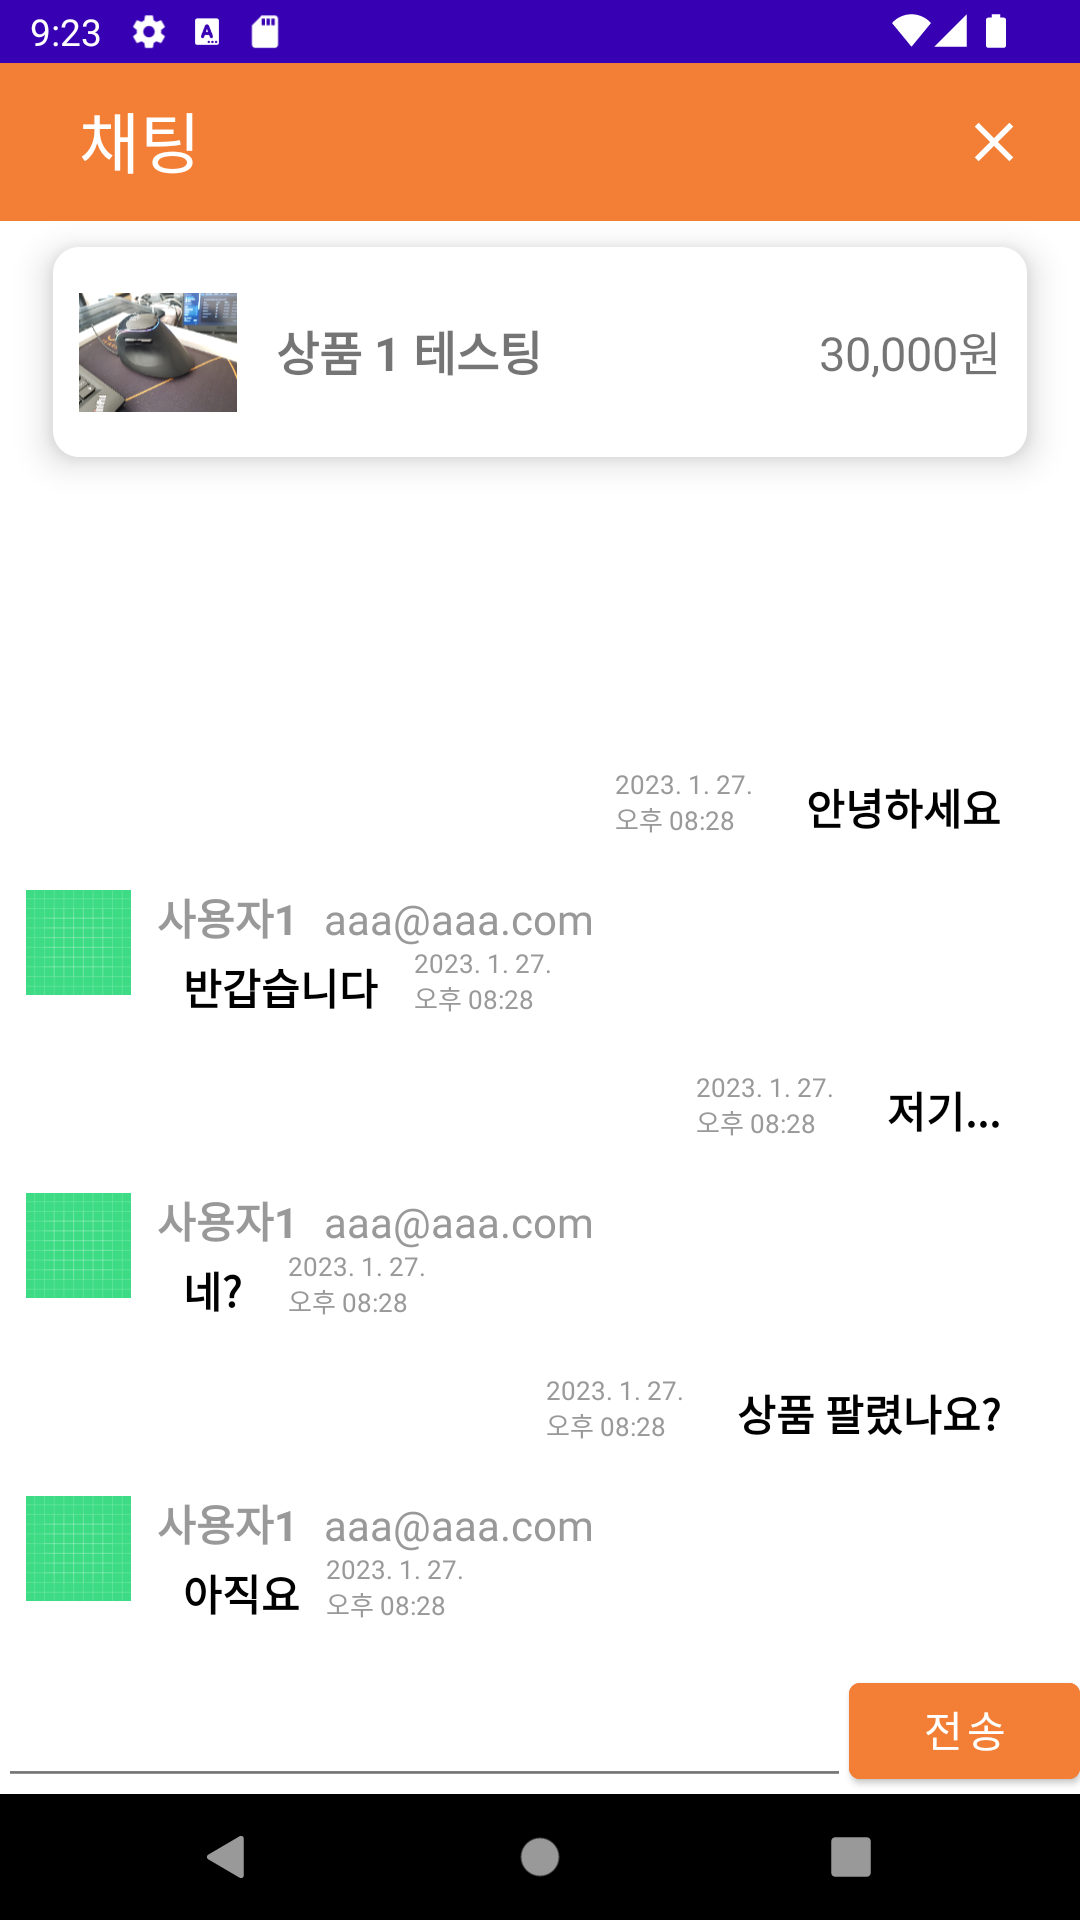 9:23
채팅
상품 1 테스팅 30,000원
2023. 1. 27.
오후 08:28
안녕하세요
사용자1 aaa@aaa.com
반갑습니다
2023. 1. 27.
오후 08:28
2023. 1. 27.
오후 08:28
저기...
사용자1 aaa@aaa.com
네?
2023. 1. 27.
오후 08:28
2023. 1. 27.
오후 08:28
상품 팔렸나요?
사용자1 aaa@aaa.com
아직요
2023. 1. 27.
오후 08:28
전송